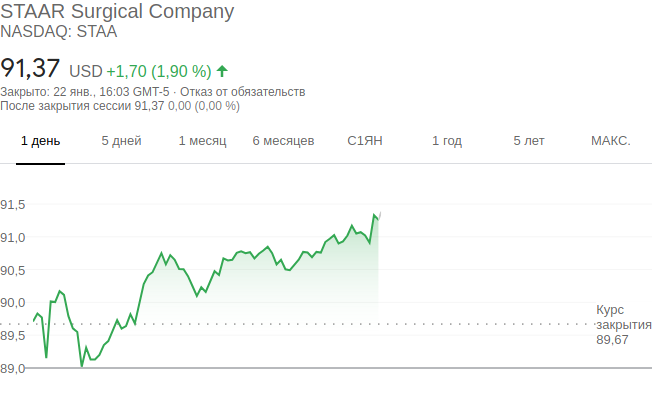 STAAR Surgical Company
NASDAQ: STAA
91,37 USD +1,70 (1,90 %)
Закрыто: 22 янв., 16:03 GMT-5 · Отказ от обязательств
После закрытия сессии 91,37 0,00 (0,00 %)
1 день 5 дней 1 месяц 6 месяцев С1ЯН 1 год 5 лет МАКС.
91,5
91,0
90,5
90,0
89,5
89,0
Курс
закрытия
89,67